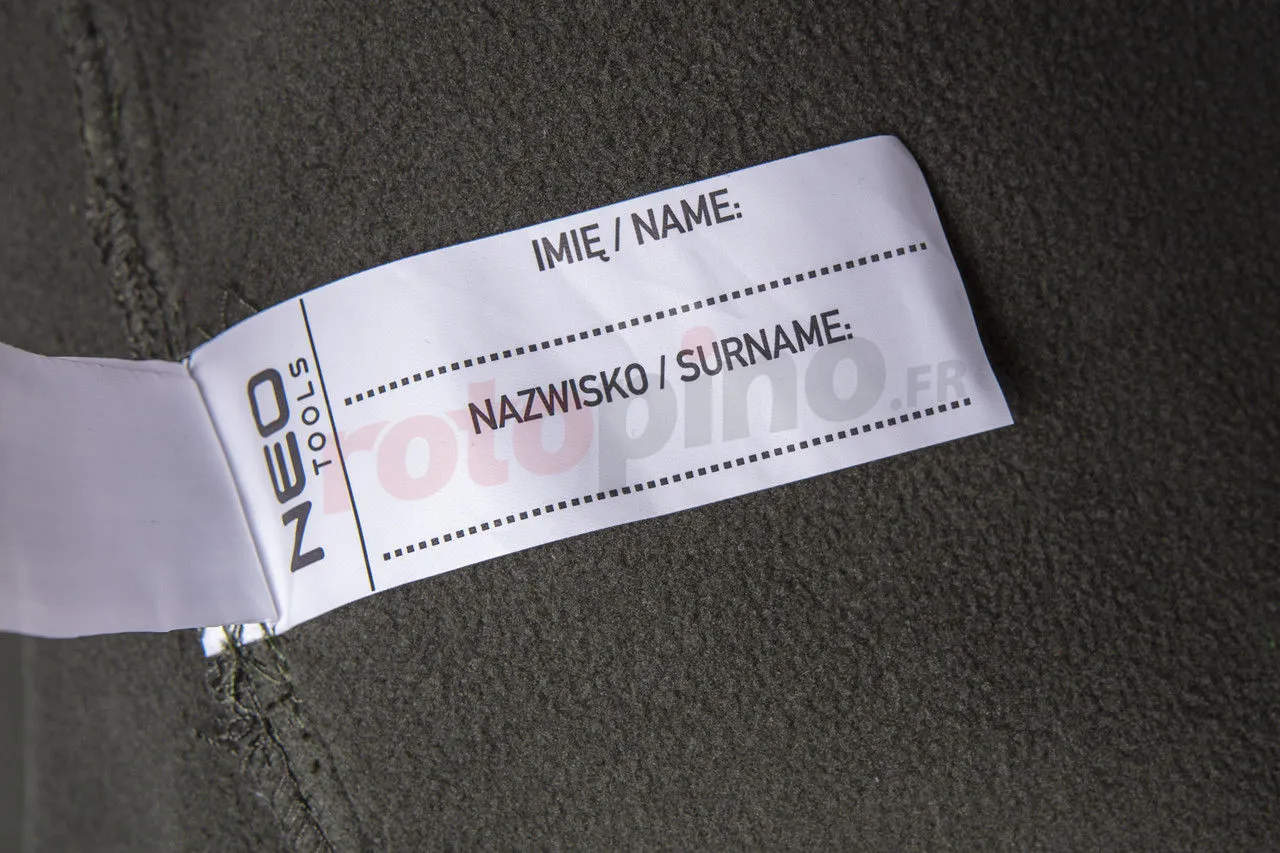 IMIĘ / NAME:
NAZWISKO / SURNAME:
NEO
TOOLS
rotopino.FR